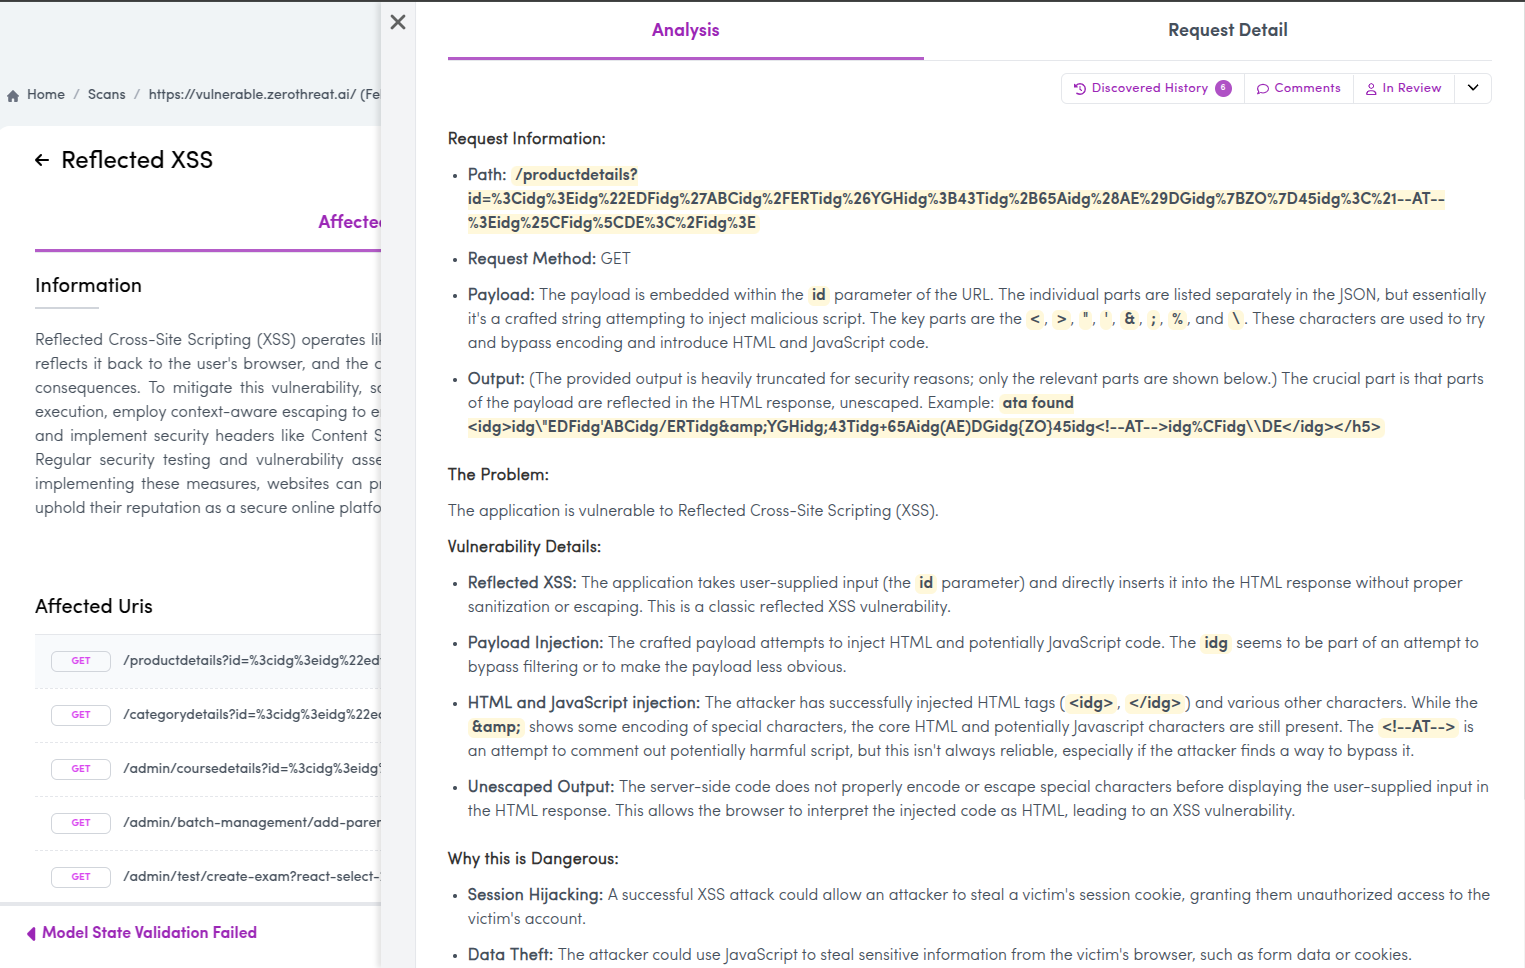 Home / Scans / https://vulnerable.zerothreat.ai/ (Fe
Reflected XSS
Affected
Information
Reflected Cross-Site Scripting (XSS) operates li
reflects it back to the user's browser, and the c
consequences. To mitigate this vulnerability, sc
execution, employ context-aware escaping to e
and implement security headers like Content S
Regular security testing and vulnerability asse
implementing these measures, websites can pr
uphold their reputation as a secure online platfo
Affected Uris
GET /productdetails?id=%3cidg%3eidg%22ed
GET /categorydetails?id=%3cidg%3eidg%22e
GET /admin/coursedetails?id=%3cidg%3eidg%
GET /admin/batch-management/add-parer
GET /admin/test/create-exam?react-select-
Model State Validation Failed
Analysis
Request Detail
Discovered History 6
Comments
In Review
Request Information:
• Path: /productdetails?
id=%3Cidg%3Eidg%22EDFidg%27ABCidg%2FERTidg%26YGHidg%3B43Tidg%2B65Aidg%28AE%29DGidg%7BZO%7D45idg%3C%21--AT--
%3Eidg%25CFidg%5CDE%3C%2Fidg%3E
• Request Method: GET
• Payload: The payload is embedded within the id parameter of the URL. The individual parts are listed separately in the JSON, but essentially
it's a crafted string attempting to inject malicious script. The key parts are the <, >, ", ', &, ;, %, and \. These characters are used to try
and bypass encoding and introduce HTML and JavaScript code.
• Output: (The provided output is heavily truncated for security reasons; only the relevant parts are shown below.) The crucial part is that parts
of the payload are reflected in the HTML response, unescaped. Example: ata found
<idg>idg\"EDFidg'ABCidg/ERTidg&amp;YGHidg;43Tidg+65Aidg(AE)DGidg{ZO}45idg<!--AT-->idg%CFidg\\DE</idg></h5>
The Problem:
The application is vulnerable to Reflected Cross-Site Scripting (XSS).
Vulnerability Details:
• Reflected XSS: The application takes user-supplied input (the id parameter) and directly inserts it into the HTML response without proper
sanitization or escaping. This is a classic reflected XSS vulnerability.
• Payload Injection: The crafted payload attempts to inject HTML and potentially JavaScript code. The idg seems to be part of an attempt to
bypass filtering or to make the payload less obvious.
• HTML and JavaScript injection: The attacker has successfully injected HTML tags (<idg>, </idg>) and various other characters. While the
&amp; shows some encoding of special characters, the core HTML and potentially Javascript characters are still present. The <!--AT--> is
an attempt to comment out potentially harmful script, but this isn't always reliable, especially if the attacker finds a way to bypass it.
• Unescaped Output: The server-side code does not properly encode or escape special characters before displaying the user-supplied input in
the HTML response. This allows the browser to interpret the injected code as HTML, leading to an XSS vulnerability.
Why this is Dangerous:
• Session Hijacking: A successful XSS attack could allow an attacker to steal a victim's session cookie, granting them unauthorized access to the
victim's account.
• Data Theft: The attacker could use JavaScript to steal sensitive information from the victim's browser, such as form data or cookies.